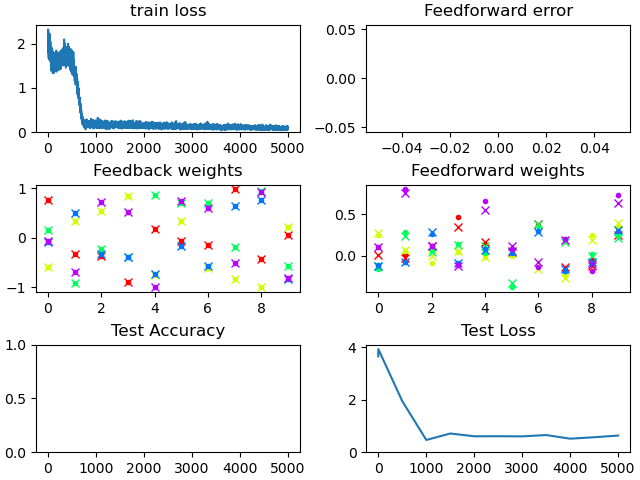 train loss
2
1
0
0 1000 2000 3000 4000 5000
Feedforward error
0.05
0.00
−0.05
−0.04 −0.02 0.00 0.02 0.04
Feedback weights
1
0
−1
0 2 4 6 8
Feedforward weights
0.5
0.0
0 2 4 6 8
Test Accuracy
1.0
0.5
0.0
0 1000 2000 3000 4000 5000
Test Loss
4
2
0
0 1000 2000 3000 4000 5000